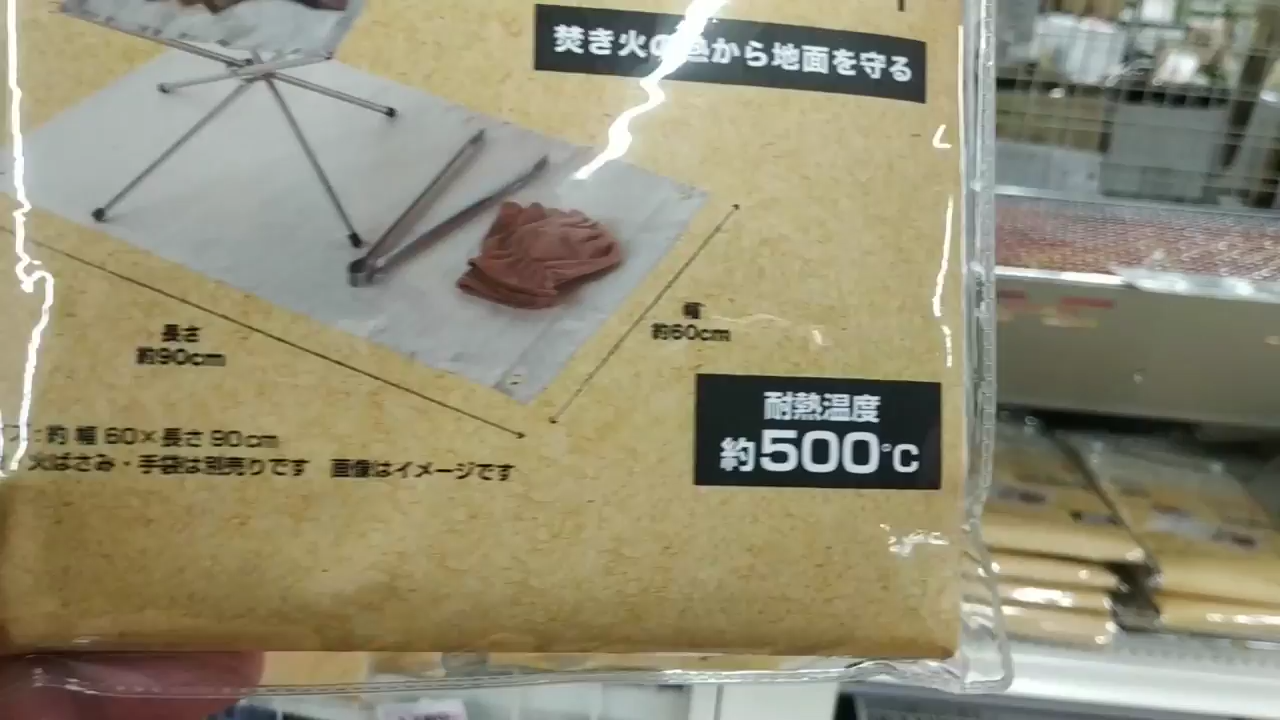 焚き火の色から地面を守る
長さ
約90cm
幅
約60cm
耐熱温度
約500℃
:約 幅 60×長さ 90cm
火ばさみ・手袋は別売りです 画像はイメージです